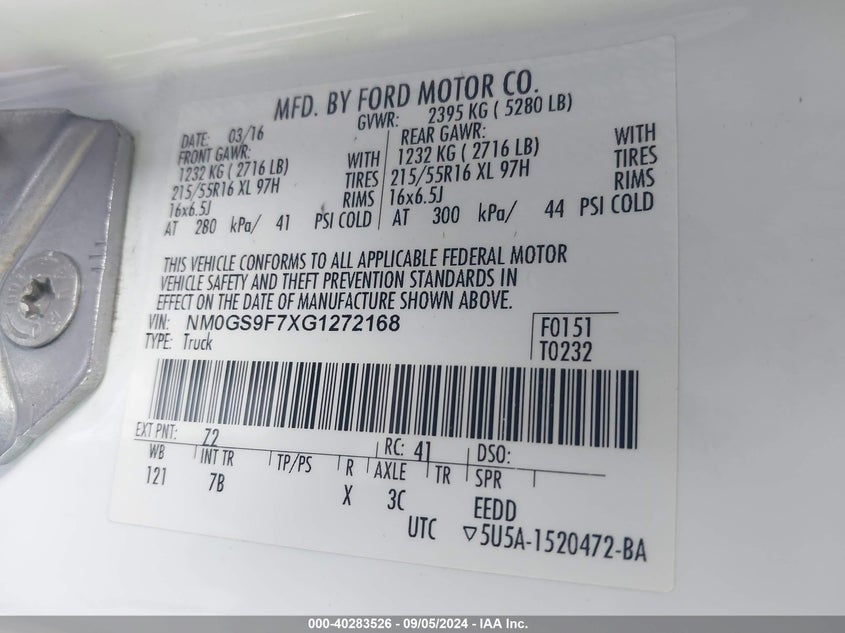 MFD. BY FORD MOTOR CO.
DATE: 03/16 GVWR: 2395 KG ( 5280 LB)
FRONT GAWR: REAR GAWR:
1232 KG ( 2716 LB) WITH 1232 KG ( 2716 LB) WITH
215/55R16 XL 97H TIRES 215/55R16 XL 97H TIRES
16x6.5J RIMS 16x6.5J RIMS
AT 280 kPa/ 41 PSI COLD AT 300 kPa/ 44 PSI COLD
THIS VEHICLE CONFORMS TO ALL APPLICABLE FEDERAL MOTOR
VEHICLE SAFETY AND THEFT PREVENTION STANDARDS IN
EFFECT ON THE DATE OF MANUFACTURE SHOWN ABOVE.
VIN: NM0GS9F7XG1272168 F0151
TYPE: Truck T0232
EXT PNT: Z2 RC: 41 DSO:
WB INT TR TP/PS R AXLE TR SPR
121 7B X 3C EEDD
UTC ▽5U5A-1520472-BA
000-40283526 - 09/05/2024 - IAA Inc.